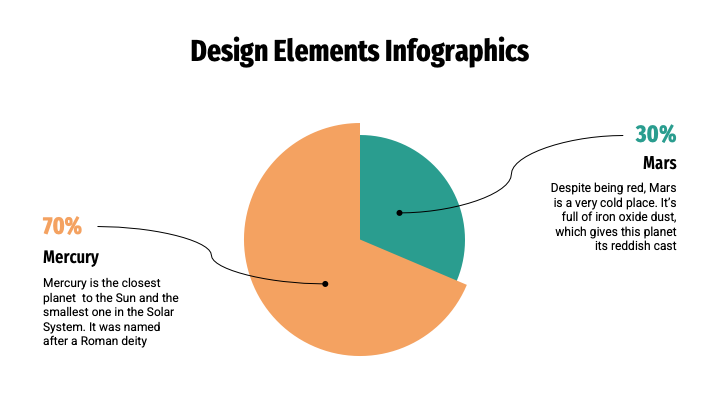 Design Elements Infographics
30%
Mars
Despite being red, Mars
is a very cold place. It's
full of iron oxide dust,
which gives this planet
its reddish cast
70%
Mercury
Mercury is the closest
planet  to the Sun and the
smallest one in the Solar
System. It was named
after a Roman deity